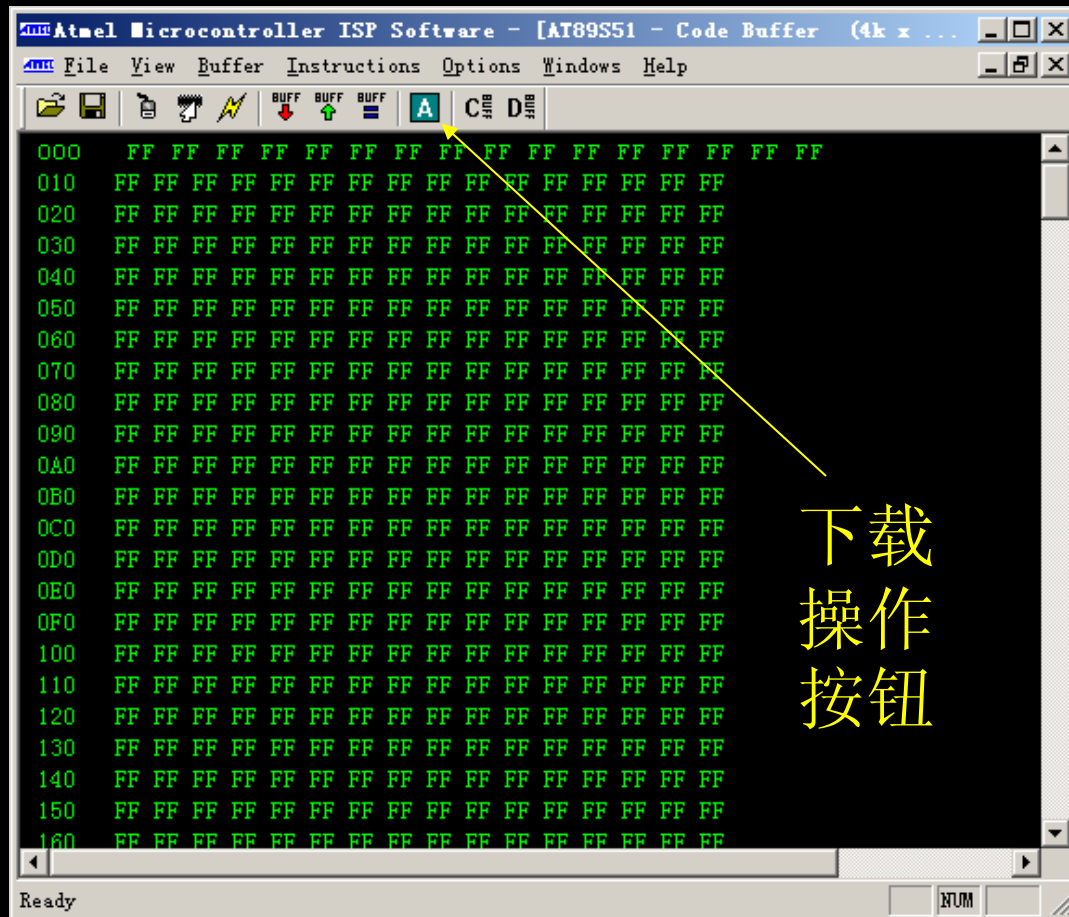 Atmel Microcontroller ISP Software - [AT89S51 - Code Buffer (4k x ...
File View Buffer Instructions Options Windows Help
BUFF BUFF BUFF A C D
000 FF FF FF FF FF FF FF FF FF FF FF FF FF FF FF FF
010 FF FF FF FF FF FF FF FF FF FF FF FF FF FF FF FF
020 FF FF FF FF FF FF FF FF FF FF FF FF FF FF FF FF
030 FF FF FF FF FF FF FF FF FF FF FF FF FF FF FF FF
040 FF FF FF FF FF FF FF FF FF FF FF FF FF FF FF FF
050 FF FF FF FF FF FF FF FF FF FF FF FF FF FF FF FF
060 FF FF FF FF FF FF FF FF FF FF FF FF FF FF FF FF
070 FF FF FF FF FF FF FF FF FF FF FF FF FF FF FF FF
080 FF FF FF FF FF FF FF FF FF FF FF FF FF FF FF FF
090 FF FF FF FF FF FF FF FF FF FF FF FF FF FF FF FF
0A0 FF FF FF FF FF FF FF FF FF FF FF FF FF FF FF FF
0B0 FF FF FF FF FF FF FF FF FF FF FF FF FF FF FF FF
0C0 FF FF FF FF FF FF FF FF FF FF FF FF FF FF FF FF
0D0 FF FF FF FF FF FF FF FF FF FF FF FF FF FF FF FF
0E0 FF FF FF FF FF FF FF FF FF FF FF FF FF FF FF FF
0F0 FF FF FF FF FF FF FF FF FF FF FF FF FF FF FF FF
100 FF FF FF FF FF FF FF FF FF FF FF FF FF FF FF FF
110 FF FF FF FF FF FF FF FF FF FF FF FF FF FF FF FF
120 FF FF FF FF FF FF FF FF FF FF FF FF FF FF FF FF
130 FF FF FF FF FF FF FF FF FF FF FF FF FF FF FF FF
140 FF FF FF FF FF FF FF FF FF FF FF FF FF FF FF FF
150 FF FF FF FF FF FF FF FF FF FF FF FF FF FF FF FF
160 FF FF FF FF FF FF FF FF FF FF FF FF FF FF FF FF
下载
操作
按钮
Ready NUM